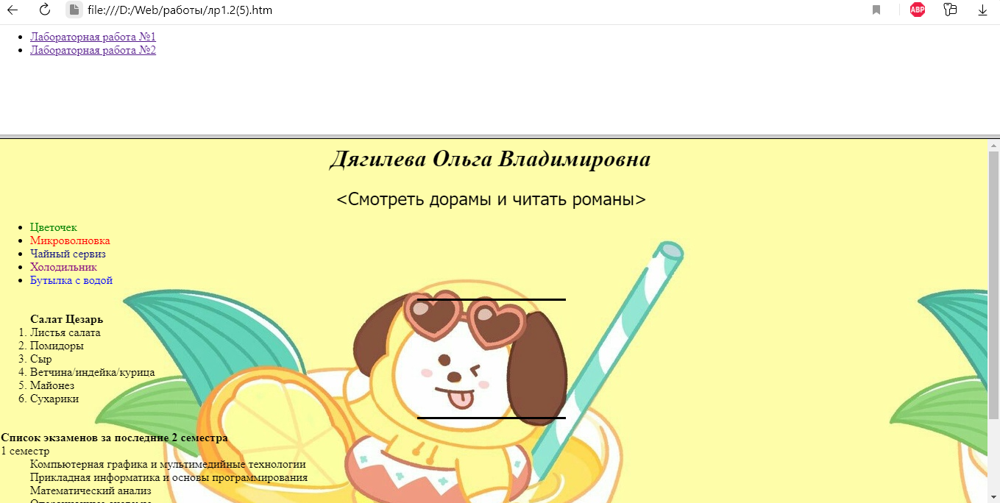 file:///D:/Web/работы/лр1.2(5).htm
ABP
Лабораторная работа №1
Лабораторная работа №2
Дягилева Ольга Владимировна
<Смотреть дорамы и читать романы>
Цветочек
Микроволновка
Чайный сервиз
Холодильник
Бутылка с водой
Салат Цезарь
1. Листья салата
2. Помидоры
3. Сыр
4. Ветчина/индейка/курица
5. Майонез
6. Сухарики
Список экзаменов за последние 2 семестра
1 семестр
Компьютерная графика и мультимедийные технологии
Прикладная информатика и основы программирования
Математический анализ